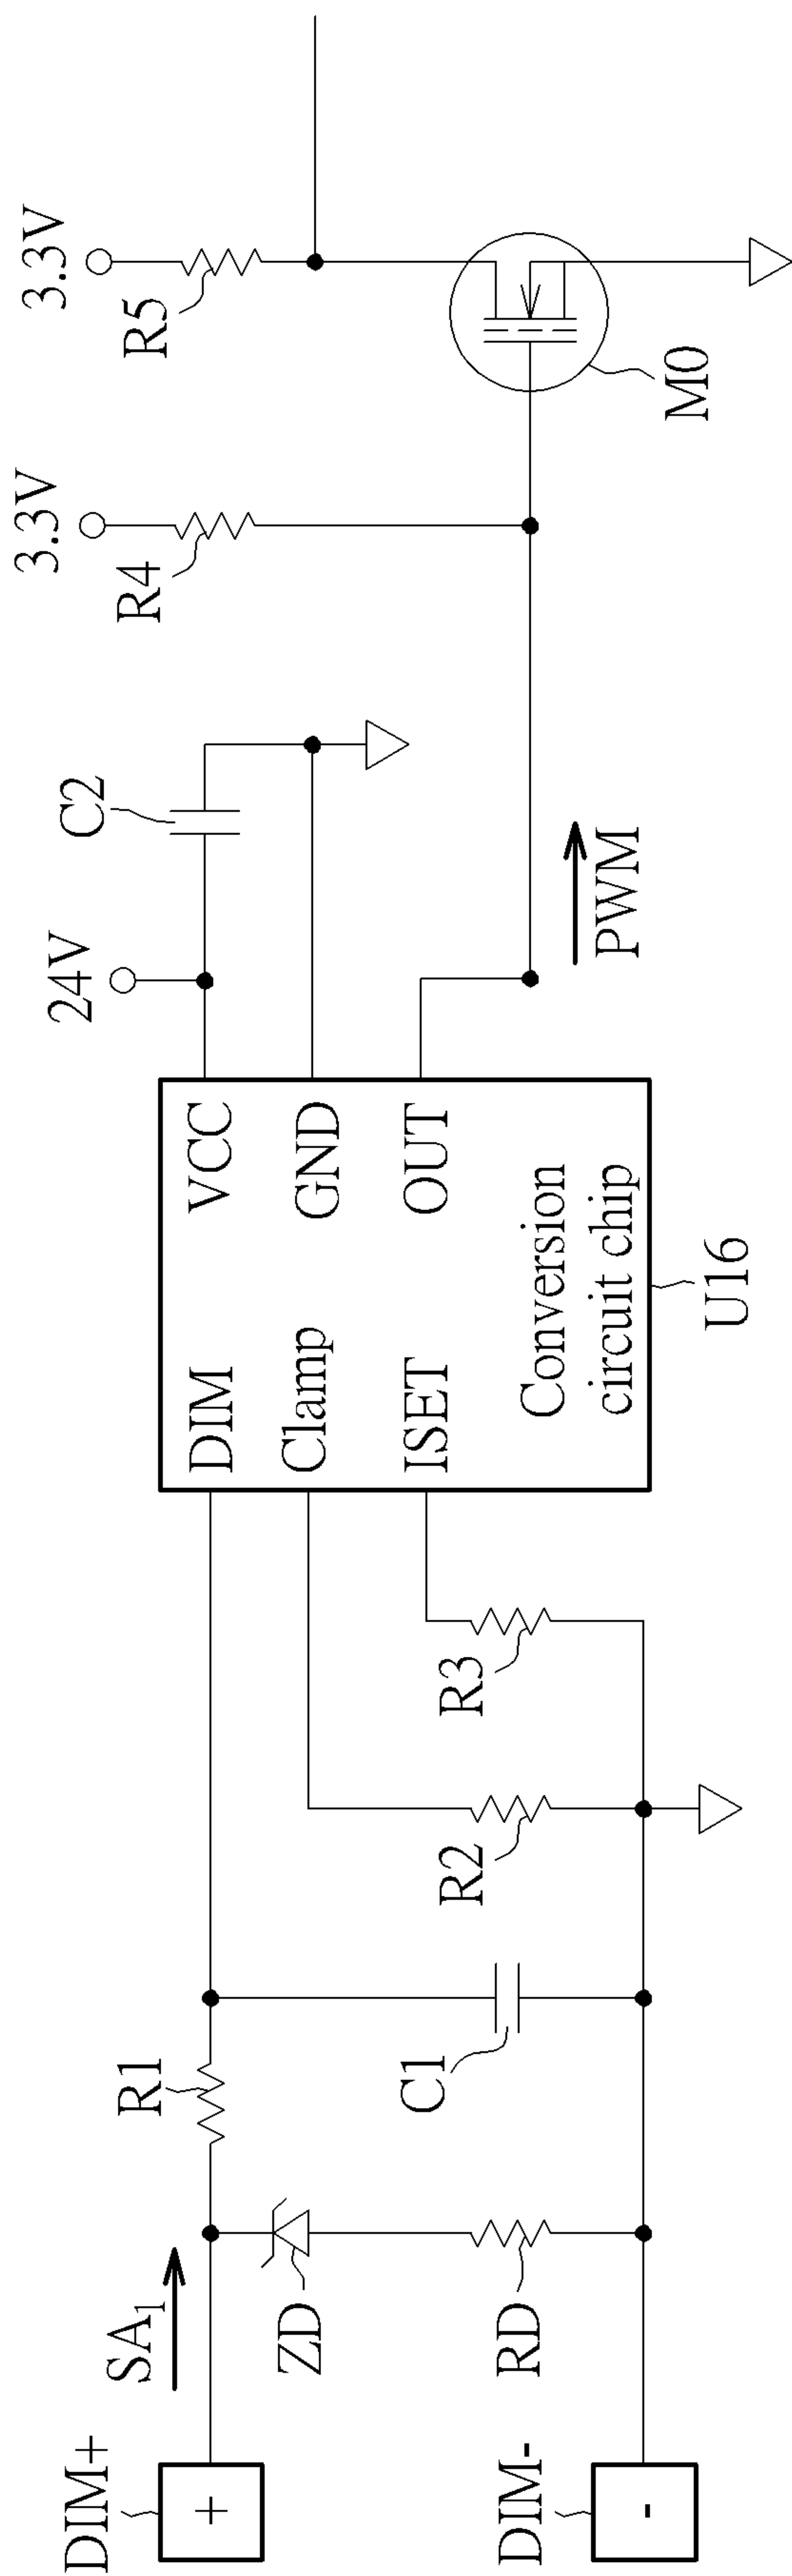 DIM+
+
SA1
R1
ZD
RD
C1
R2
R3
DIM-
-
DIM
Clamp
ISET
VCC
GND
OUT
Conversion
circuit chip
U16
24V
C2
PWM
3.3V
R4
3.3V
R5
M0